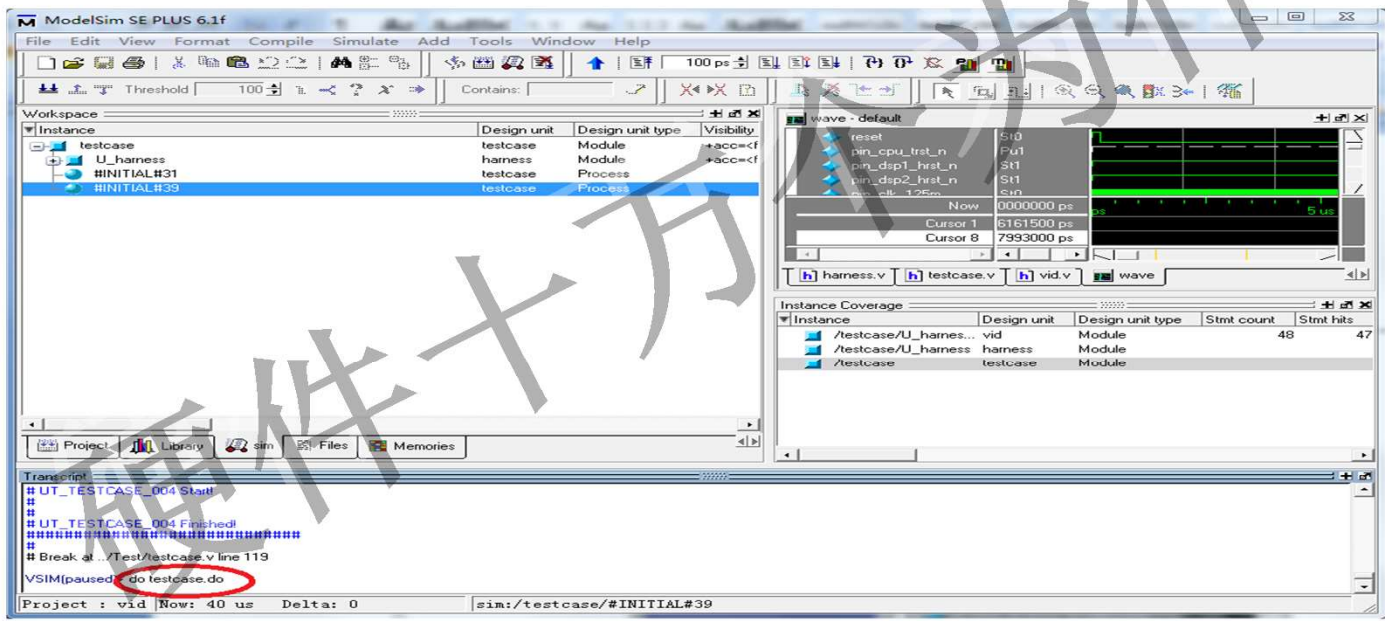 ModelSim SE PLUS 6.1f
File Edit View Format Compile Simulate Add Tools Window Help
100 ps
Threshold 100 Contains:
Workspace
Instance Design unit Design unit type Visibility
testcase testcase Module +acc=<f
U_harness harness Module +acc=<f
#INITIAL#31 testcase Process
#INITIAL#39 testcase Process
Project Library sim Files Memories
wave - default
reset St0
pin_cpu_trst_n Pu1
pin_dsp1_hrst_n St1
pin_dsp2_hrst_n St1
pin_clk_125m St0
Now 0000000 ps ps 5 us
Cursor 1 6161500 ps
Cursor 8 7993000 ps
harness.v testcase.v vid.v wave
Instance Coverage
Instance Design unit Design unit type Stmt count Stmt hits
/testcase/U_harnes... vid Module 48 47
/testcase/U_harness harness Module
/testcase testcase Module
Transcript
# UT_TESTCASE_004 Start!
#
# UT_TESTCASE_004 Finished!
#############################
#
# Break at ../Test/testcase.v line 119
VSIM(paused)> do testcase.do
Project : vid Now: 40 us Delta: 0 sim:/testcase/#INITIAL#39
硬件十万个为什